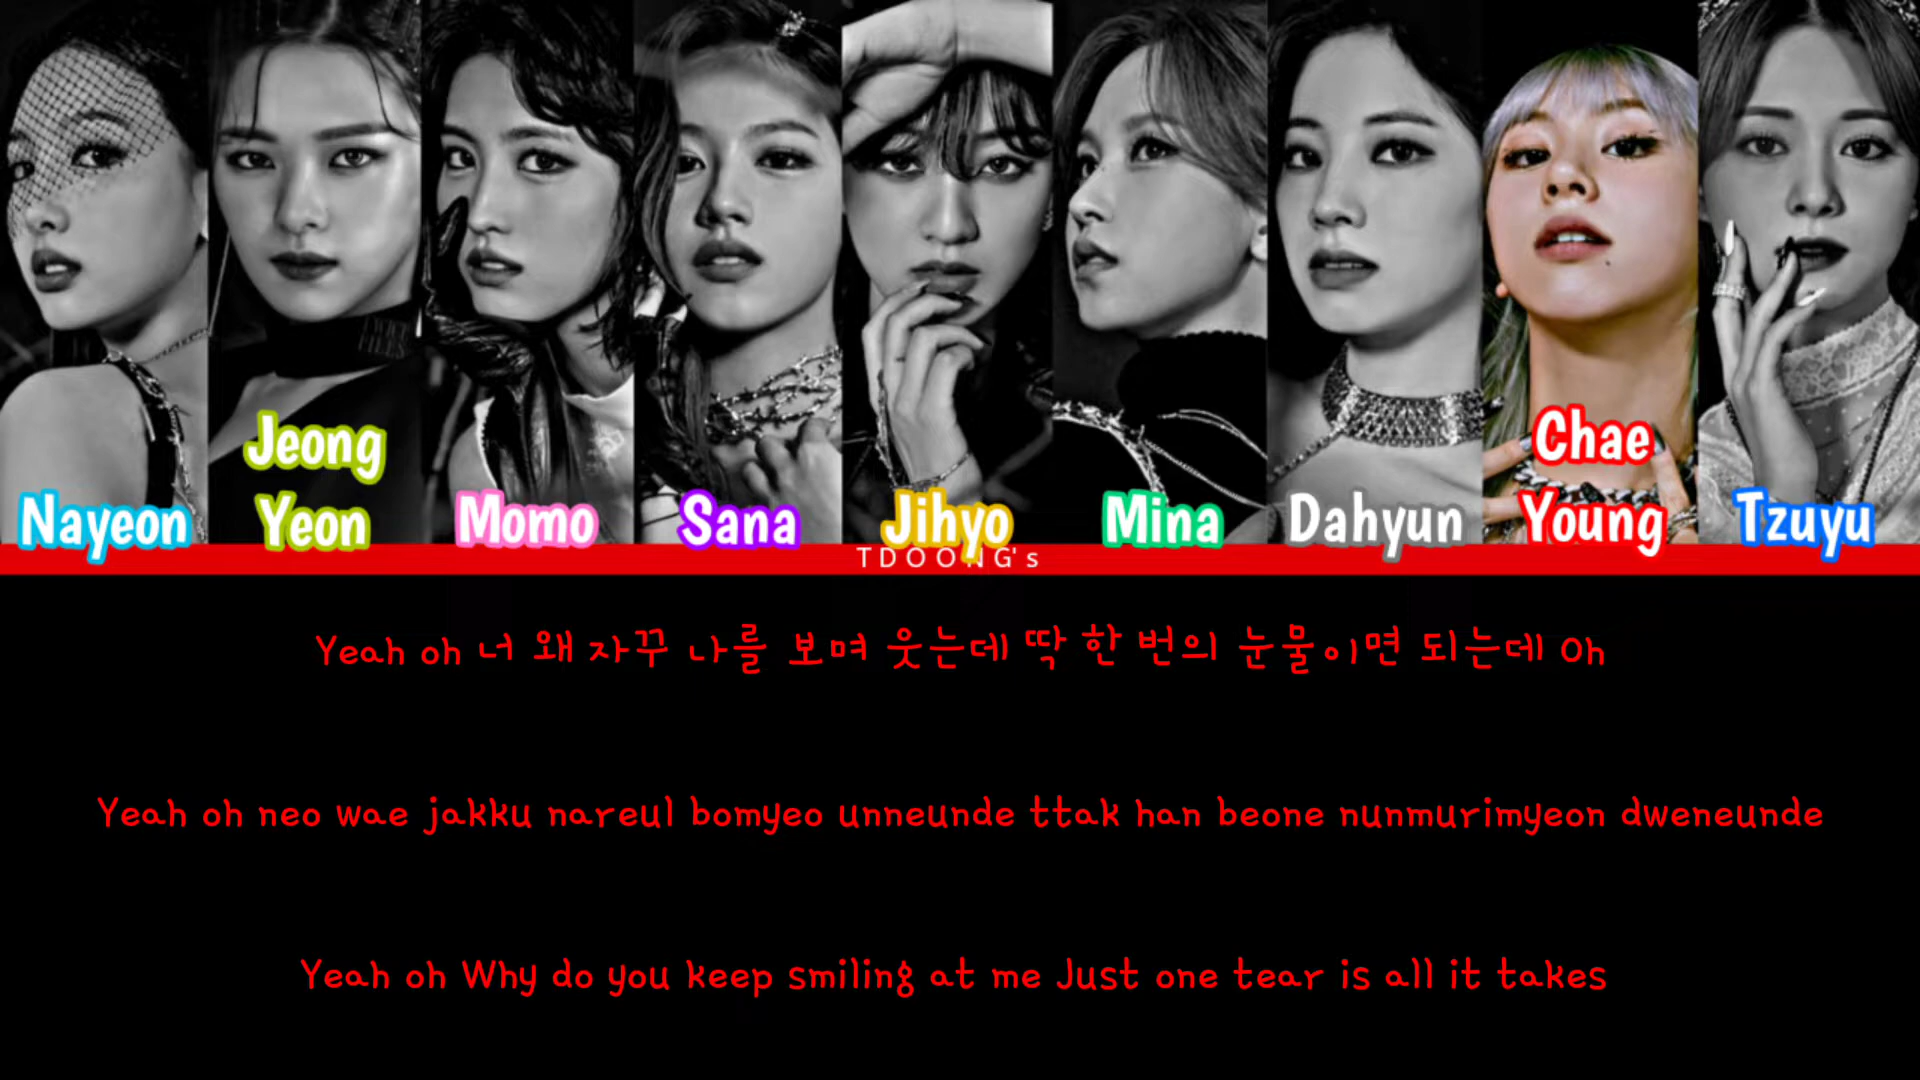 Nayeon
Jeong
Yeon
Momo
Sana
Jihyo
Mina
Dahyun
Chae
Young
Tzuyu
TDOONG's
Yeah oh 너 왜 자꾸 나를 보며 웃는데 딱 한 번의 눈물이면 되는데 Oh
Yeah oh neo wae jakku nareul bomyeo unneunde ttak han beone nunmurimyeon dweneunde
Yeah oh Why do you keep smiling at me Just one tear is all it takes